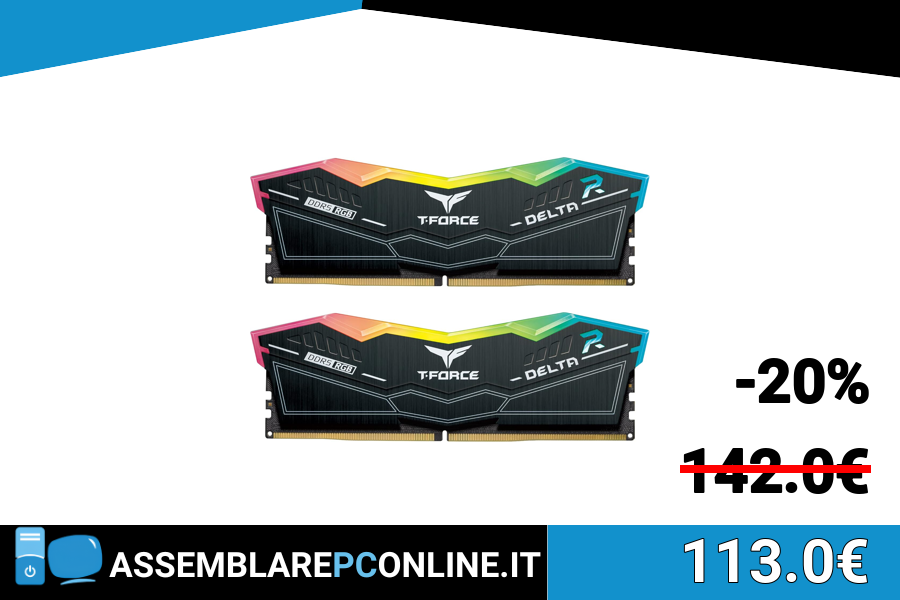 DDR5 RGB
T-FORCE
DELTA R
DDR5 RGB
T-FORCE
DELTA R
-20%
142.0€
ASSEMBLAREPCONLINE.IT
113.0€